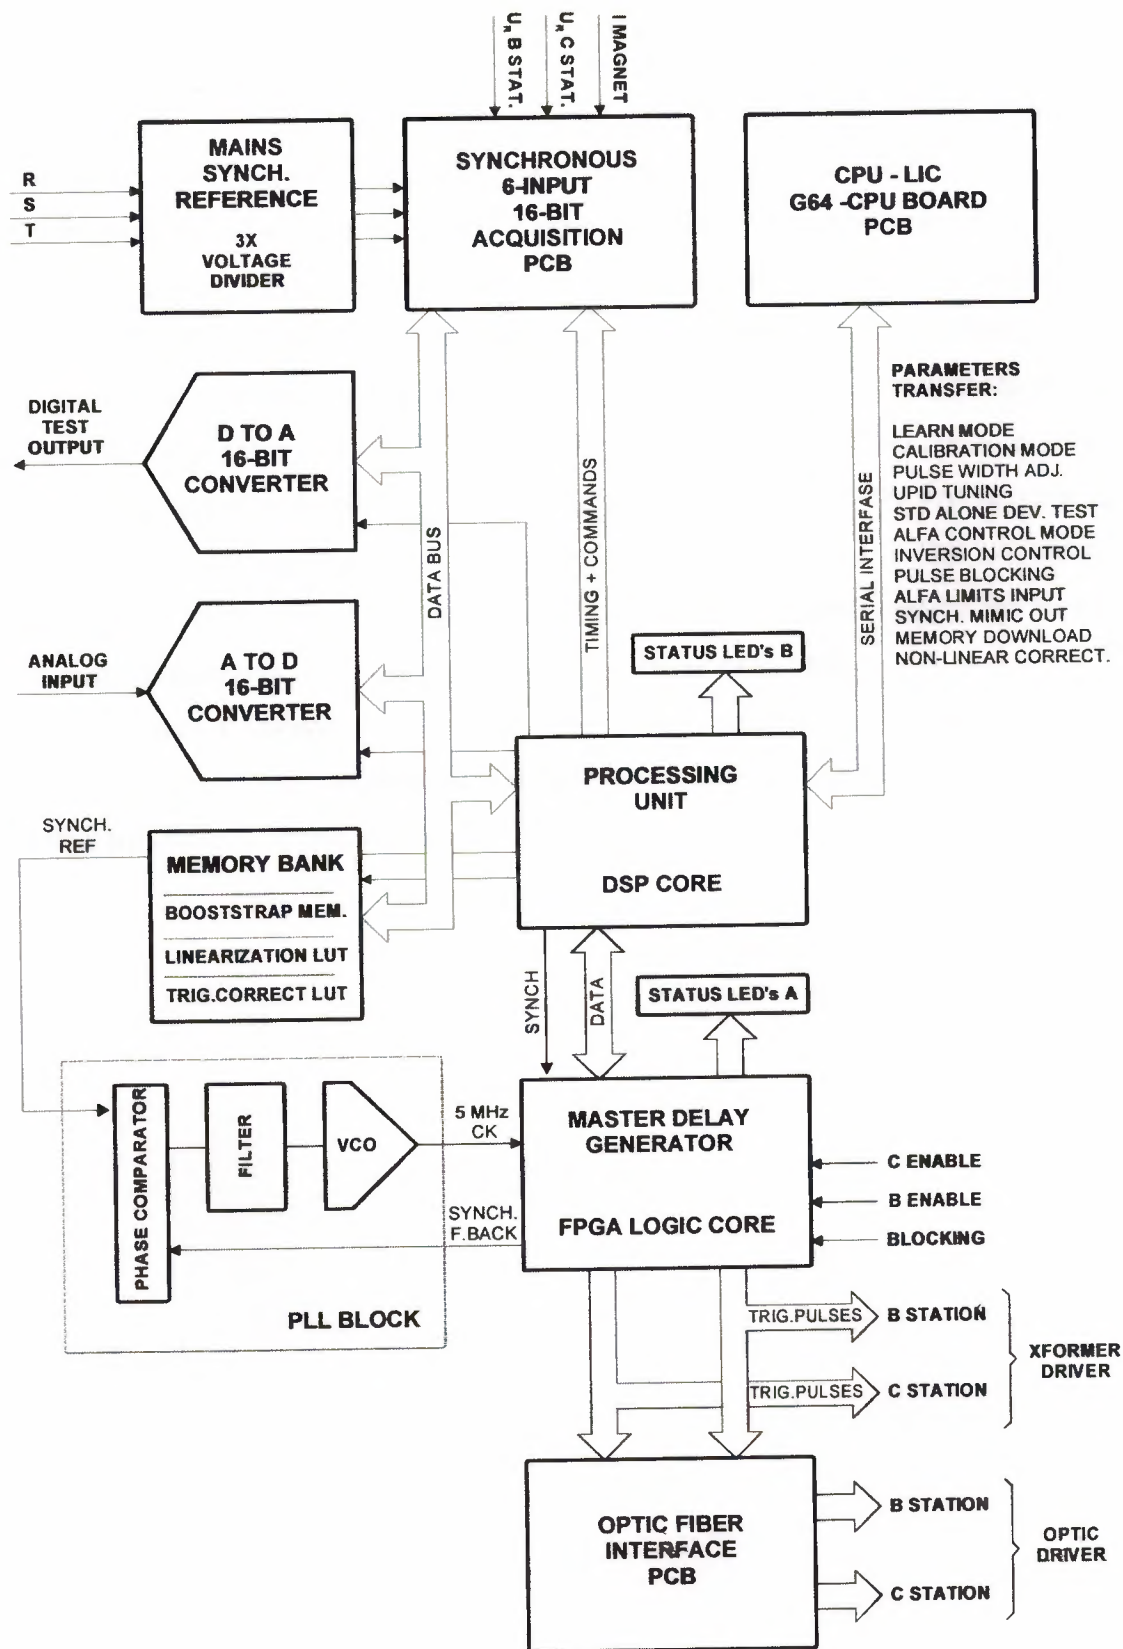 U, B STAT.
U, C STAT.
I MAGNET
MAINS
SYNCH.
REFERENCE
3X
VOLTAGE
DIVIDER
R
S
T
SYNCHRONOUS
6-INPUT
16-BIT
ACQUISITION
PCB
CPU - LIC
G64 -CPU BOARD
PCB
DIGITAL
TEST
OUTPUT
D TO A
16-BIT
CONVERTER
DATA BUS
TIMING + COMMANDS
SERIAL INTERFASE
PARAMETERS
TRANSFER:
LEARN MODE
CALIBRATION MODE
PULSE WIDTH ADJ.
UPID TUNING
STD ALONE DEV. TEST
ALFA CONTROL MODE
INVERSION CONTROL
PULSE BLOCKING
ALFA LIMITS INPUT
SYNCH. MIMIC OUT
MEMORY DOWNLOAD
NON-LINEAR CORRECT.
ANALOG
INPUT
A TO D
16-BIT
CONVERTER
STATUS LED's B
PROCESSING
UNIT
DSP CORE
SYNCH.
REF
MEMORY BANK
BOOSTSTRAP MEM.
LINEARIZATION LUT
TRIG.CORRECT LUT
SYNCH
DATA
STATUS LED's A
PHASE COMPARATOR
FILTER
VCO
5 MHz
CK
SYNCH.
F.BACK
PLL BLOCK
MASTER DELAY
GENERATOR
FPGA LOGIC CORE
C ENABLE
B ENABLE
BLOCKING
TRIG.PULSES
B STATION
TRIG.PULSES
C STATION
XFORMER
DRIVER
OPTIC FIBER
INTERFACE
PCB
B STATION
C STATION
OPTIC
DRIVER